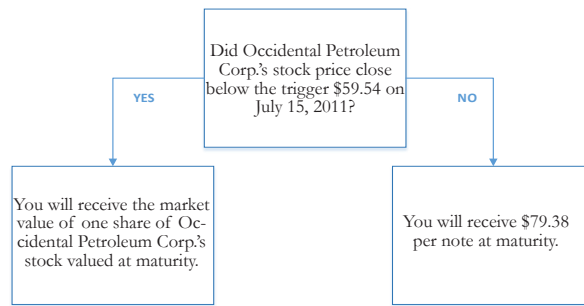 Did Occidental Petroleum
Corp.'s stock price close
below the trigger $59.54 on
July 15, 2011?
YES
NO
You will receive the market
value of one share of Oc-
cidental Petroleum Corp.'s
stock valued at maturity.
You will receive $79.38
per note at maturity.